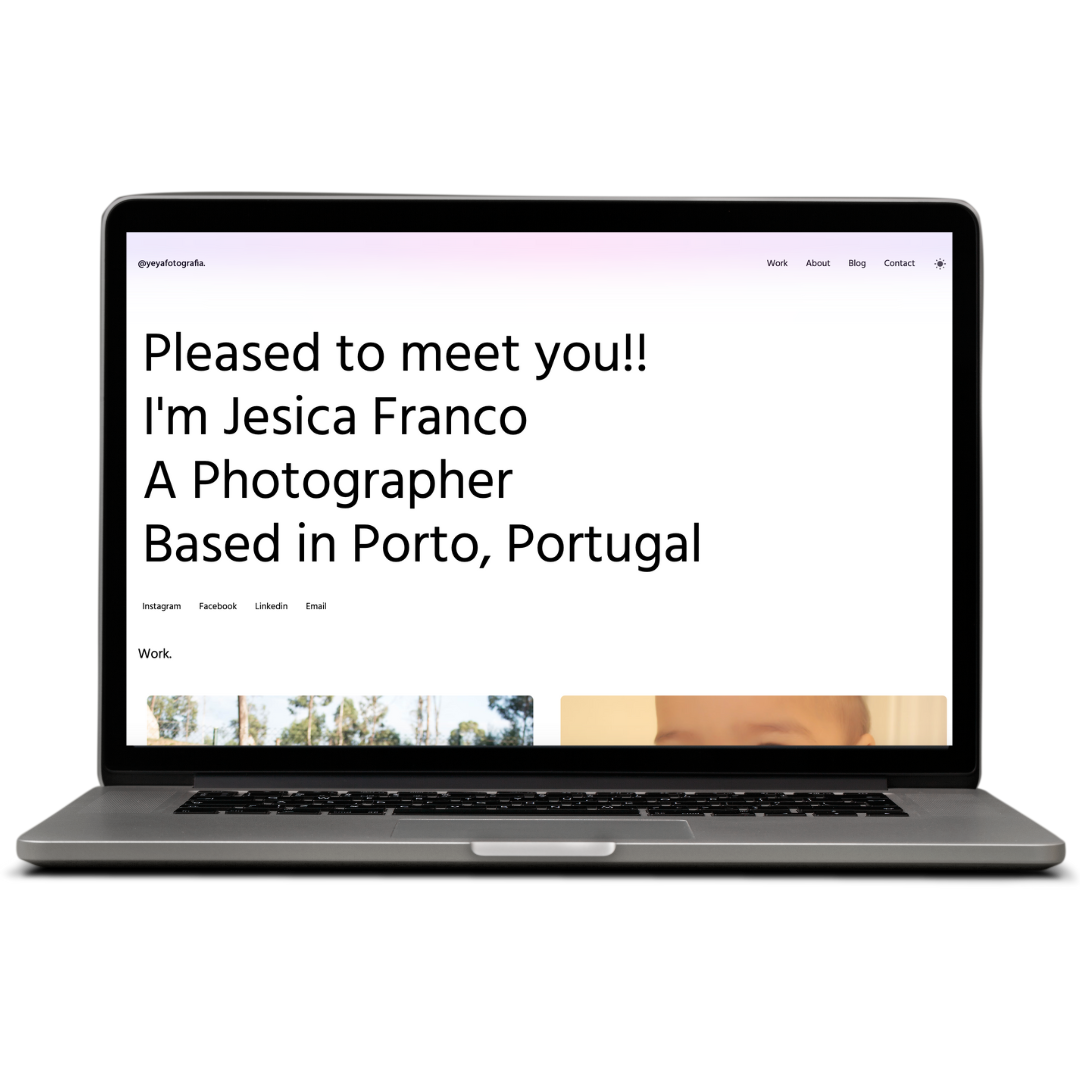 @yeyafotografia.
Work About Blog Contact
Pleased to meet you!!
I'm Jesica Franco
A Photographer
Based in Porto, Portugal
Instagram Facebook Linkedin Email
Work.